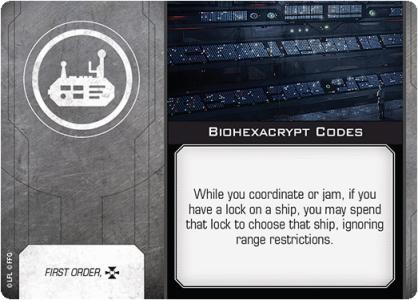 Biohexacrypt Codes
While you coordinate or jam, if you
have a lock on a ship, you may spend
that lock to choose that ship, ignoring
range restrictions.
FIRST ORDER,
© LFL © FFG